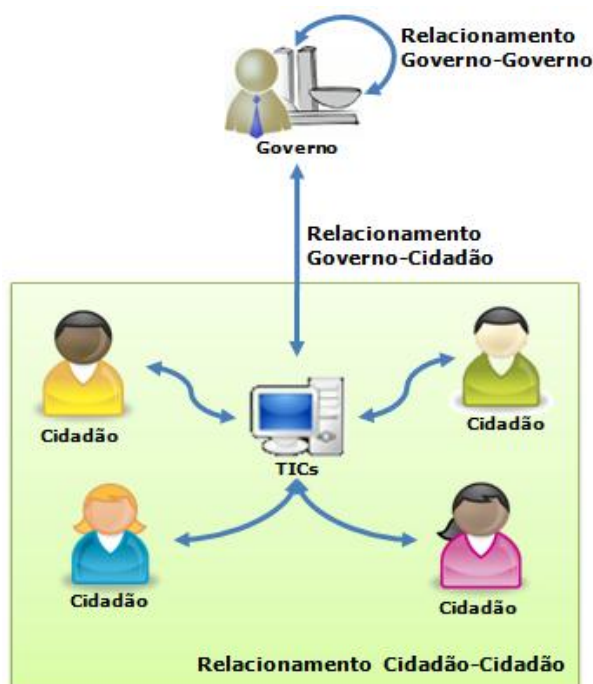 Relacionamento
Governo-Governo
Governo
Relacionamento
Governo-Cidadão
Cidadão
Cidadão
TICs
Cidadão
Cidadão
Relacionamento Cidadão-Cidadão